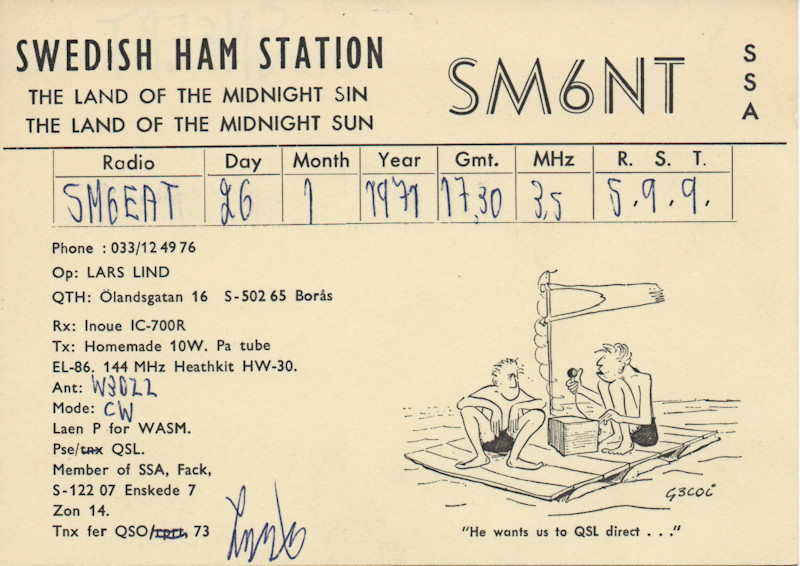 SWEDISH HAM STATION
THE LAND OF THE MIDNIGHT SIN
THE LAND OF THE MIDNIGHT SUN
SM6NT
SSA
Radio Day Month Year Gmt. MHz R. S. T.
SM6EAT 26 1 1971 17,30 3,5 5.9.9.
Phone : 033/12 49 76
Op: LARS LIND
QTH: Ölandsgatan 16 S-502 65 Borås
Rx: Inoue IC-700R
Tx: Homemade 10W. Pa tube
EL-86. 144 MHz Heathkit HW-30.
Ant: W3DZZ
Mode: CW
Laen P for WASM.
Pse/tnx QSL.
Member of SSA, Fack,
S-122 07 Enskede 7
Zon 14.
Tnx fer QSO/rprt, 73
G3COI
"He wants us to QSL direct . . ."